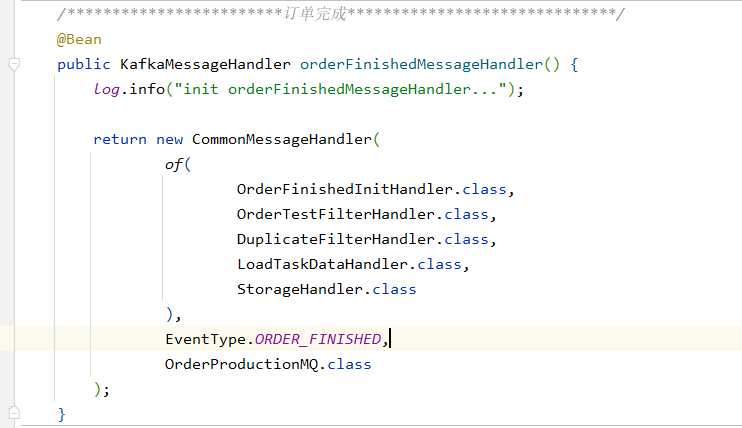 /************************订单完成******************************/
@Bean
public KafkaMessageHandler orderFinishedMessageHandler() {
log.info("init orderFinishedMessageHandler...");
return new CommonMessageHandler(
of(
OrderFinishedInitHandler.class,
OrderTestFilterHandler.class,
DuplicateFilterHandler.class,
LoadTaskDataHandler.class,
StorageHandler.class
),
EventType.ORDER_FINISHED,
OrderProductionMQ.class
);
}